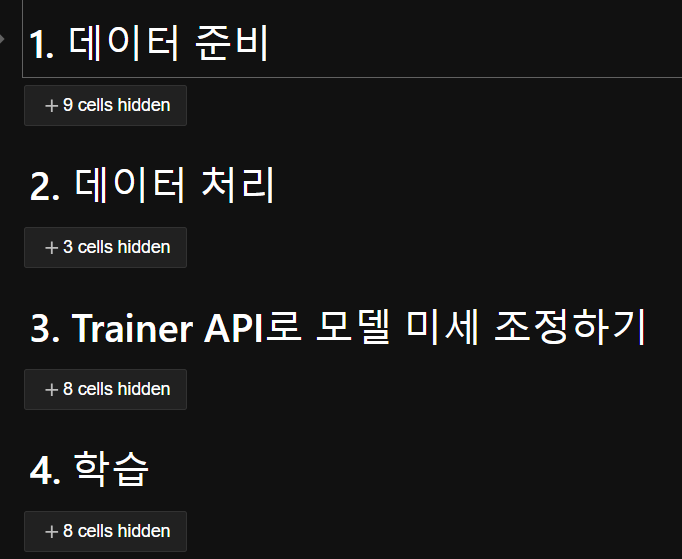 1. 데이터 준비
+ 9 cells hidden
2. 데이터 처리
+ 3 cells hidden
3. Trainer API로 모델 미세 조정하기
+ 8 cells hidden
4. 학습
+ 8 cells hidden